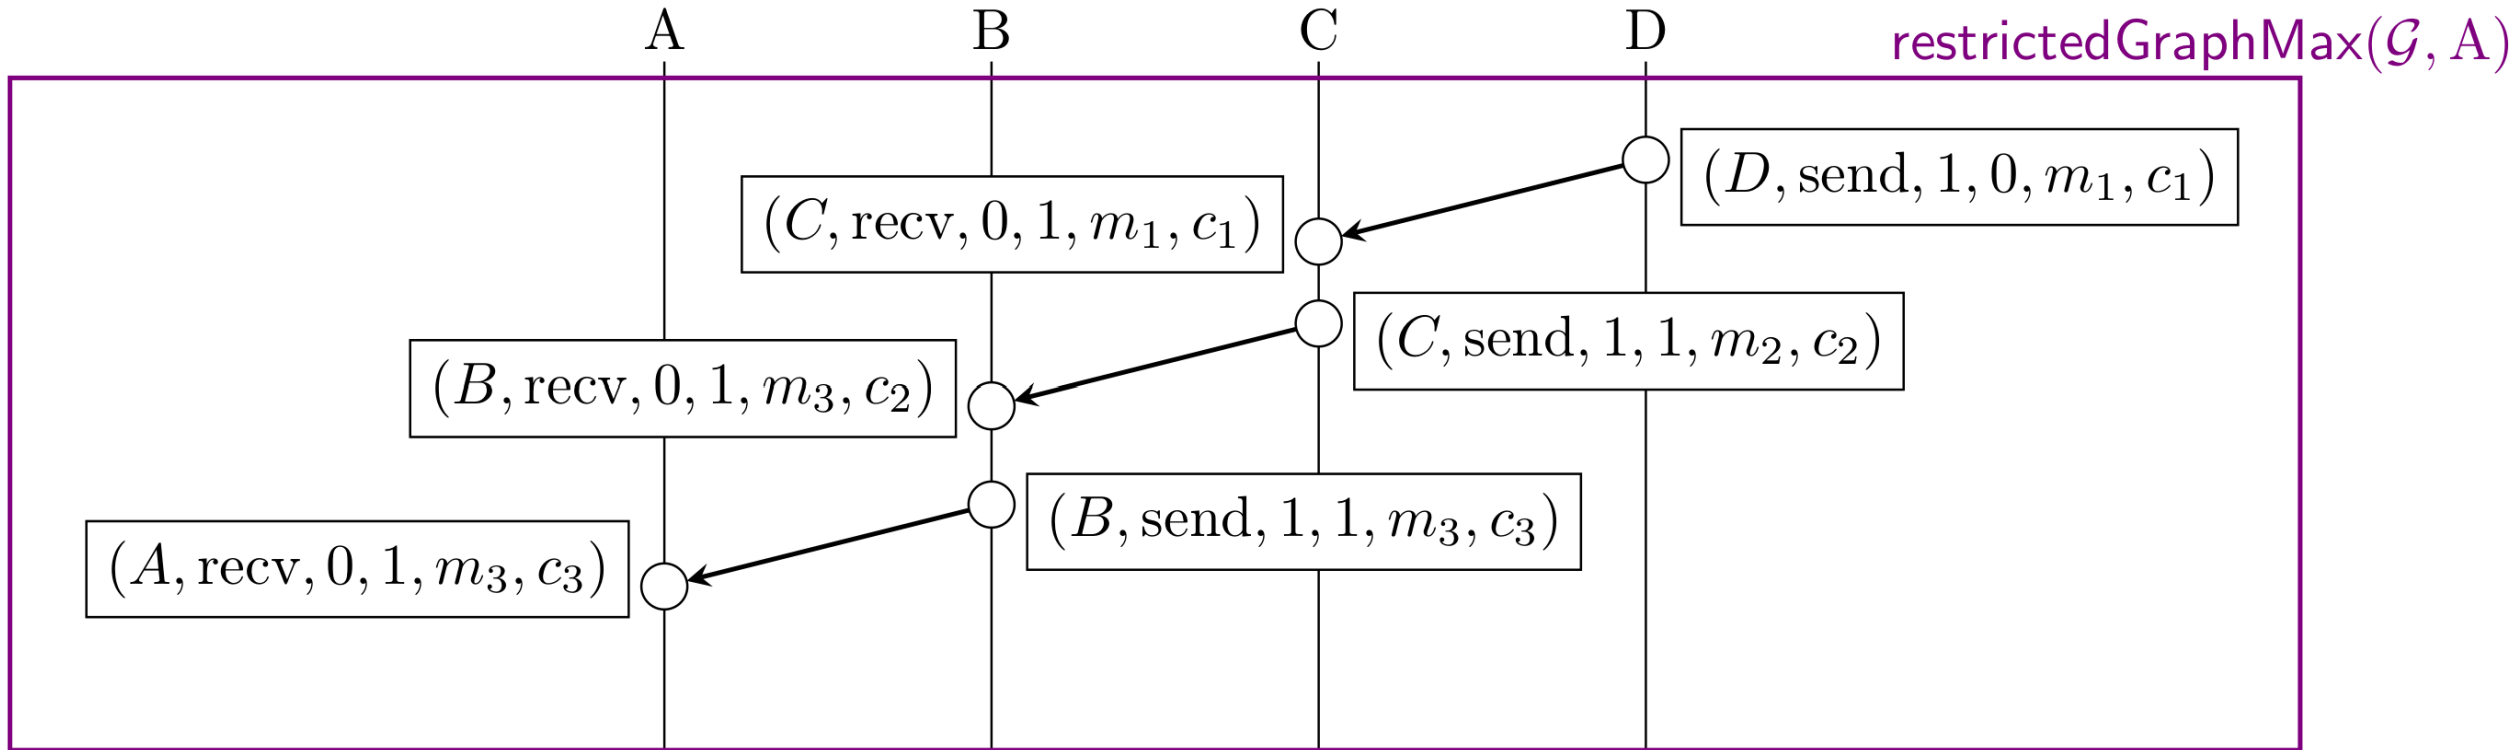 A B C D
restrictedGraphMax(𝒢, A)
(D, send, 1, 0, m₁, c₁)
(C, recv, 0, 1, m₁, c₁)
(C, send, 1, 1, m₂, c₂)
(B, recv, 0, 1, m₃, c₂)
(B, send, 1, 1, m₃, c₃)
(A, recv, 0, 1, m₃, c₃)